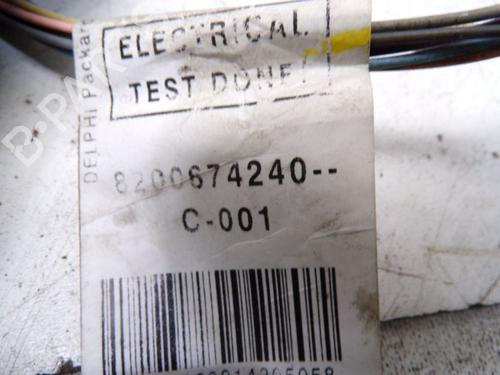 ELECTRICAL
TEST DONE!
DELPHI Packard
8200674240--
C-001